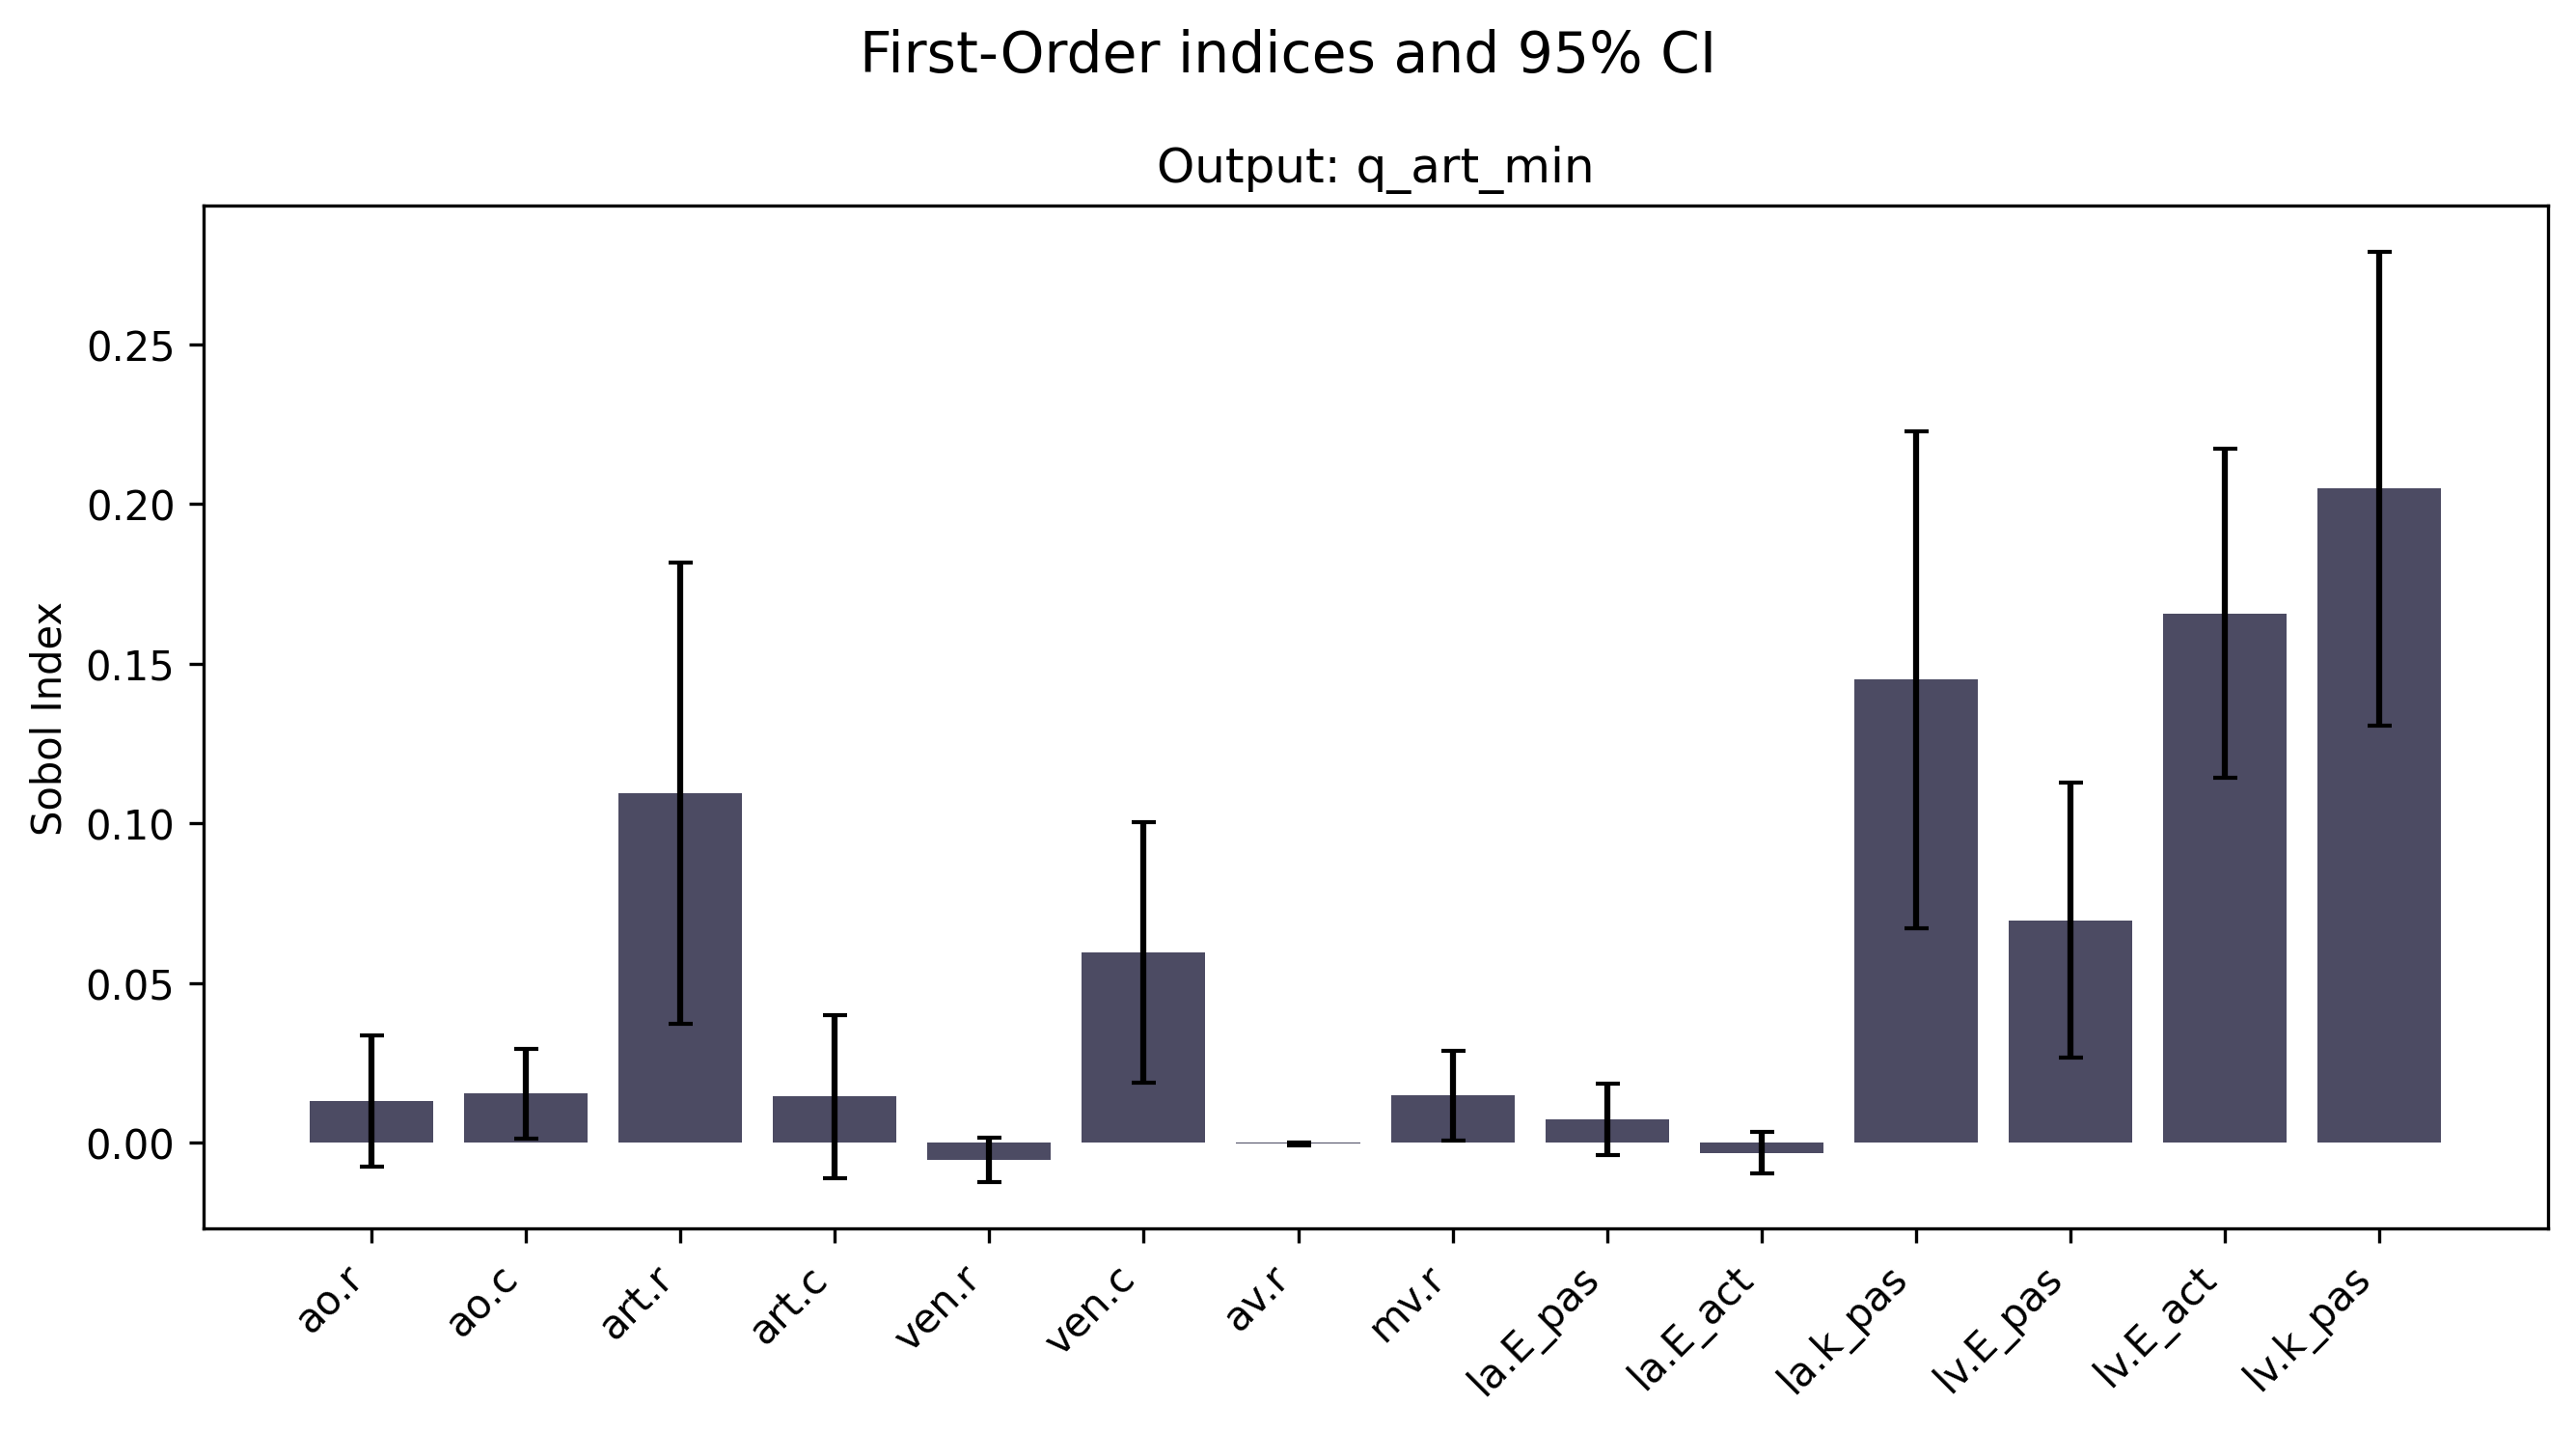 First-Order indices and 95% CI
Output: q_art_min
Sobol Index
0.25
0.20
0.15
0.10
0.05
0.00
ao.r
ao.c
art.r
art.c
ven.r
ven.c
av.r
mv.r
la.E_pas
la.E_act
la.k_pas
lv.E_pas
lv.E_act
lv.k_pas